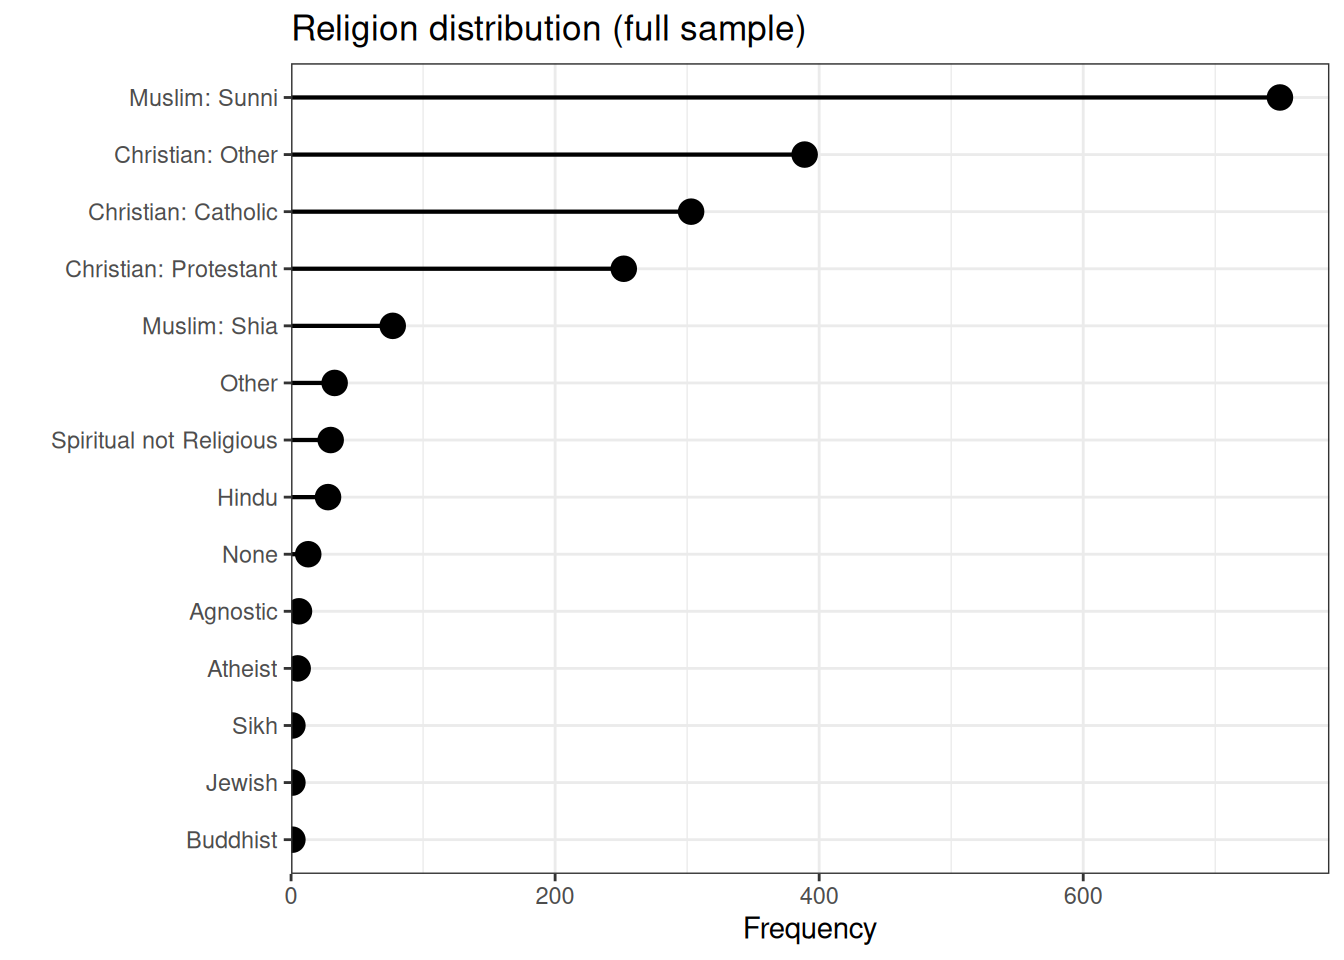 Religion distribution (full sample)
Muslim: Sunni
Christian: Other
Christian: Catholic
Christian: Protestant
Muslim: Shia
Other
Spiritual not Religious
Hindu
None
Agnostic
Atheist
Sikh
Jewish
Buddhist
0 200 400 600
Frequency